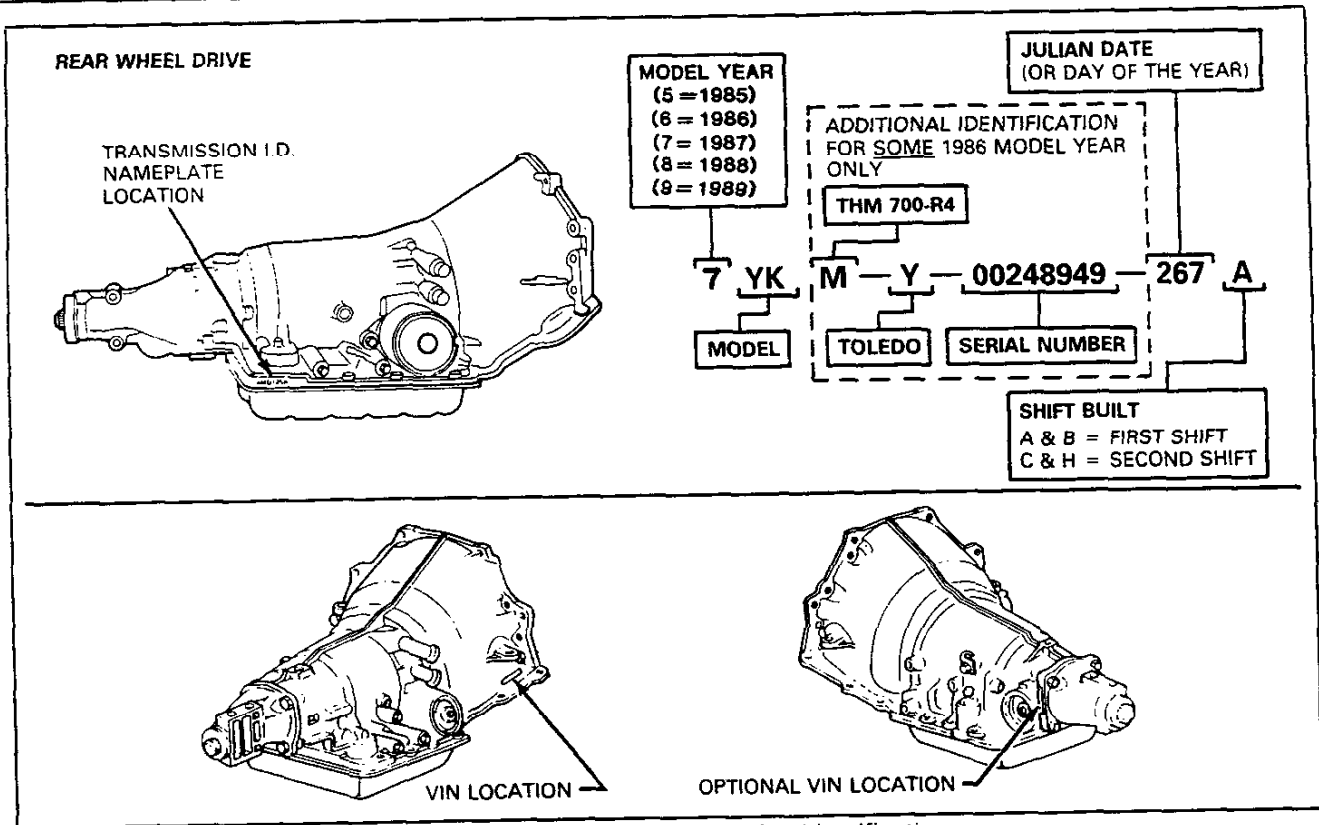 REAR WHEEL DRIVE
TRANSMISSION I.D.
NAMEPLATE
LOCATION
MODEL YEAR
(5=1985)
(6=1986)
(7=1987)
(8=1988)
(9=1989)
JULIAN DATE
(OR DAY OF THE YEAR)
ADDITIONAL IDENTIFICATION
FOR SOME 1986 MODEL YEAR
ONLY
THM 700-R4
7 YK M — Y — 00248949 — 267 A
MODEL
TOLEDO
SERIAL NUMBER
SHIFT BUILT
A & B = FIRST SHIFT
C & H = SECOND SHIFT
VIN LOCATION
OPTIONAL VIN LOCATION